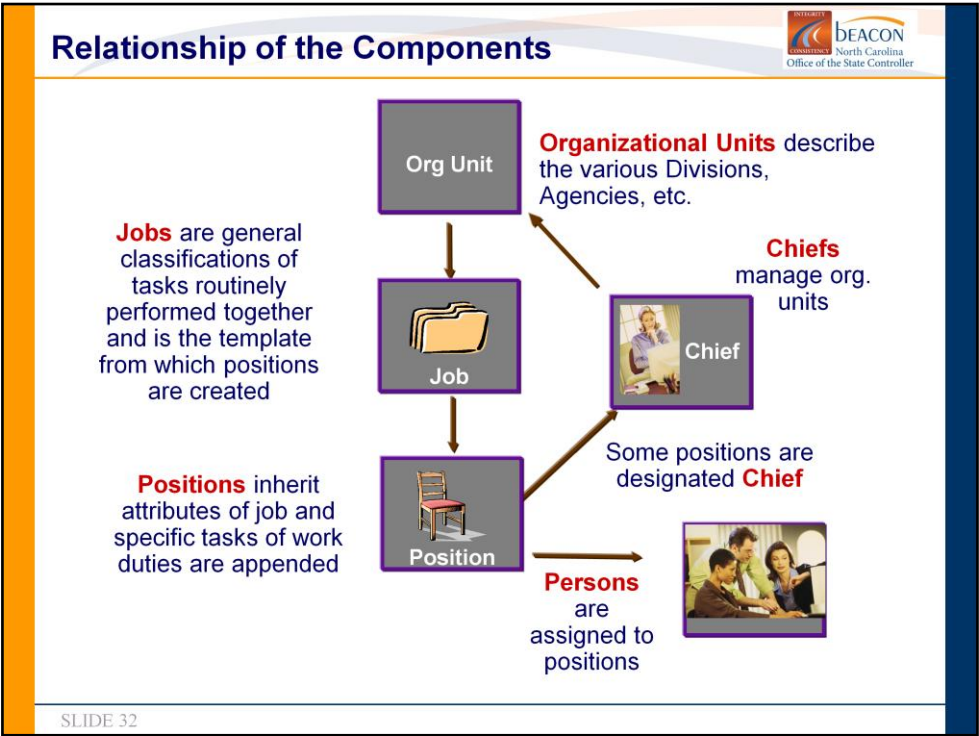 Relationship of the Components
INTEGRITY
CONSISTENCY
bEACON
North Carolina
Office of the State Controller
Org Unit
Organizational Units describe
the various Divisions,
Agencies, etc.
Jobs are general
classifications of
tasks routinely
performed together
and is the template
from which positions
are created
Job
Chiefs
manage org.
units
Chief
Some positions are
designated Chief
Positions inherit
attributes of job and
specific tasks of work
duties are appended
Position
Persons
are
assigned to
positions
SLIDE 32